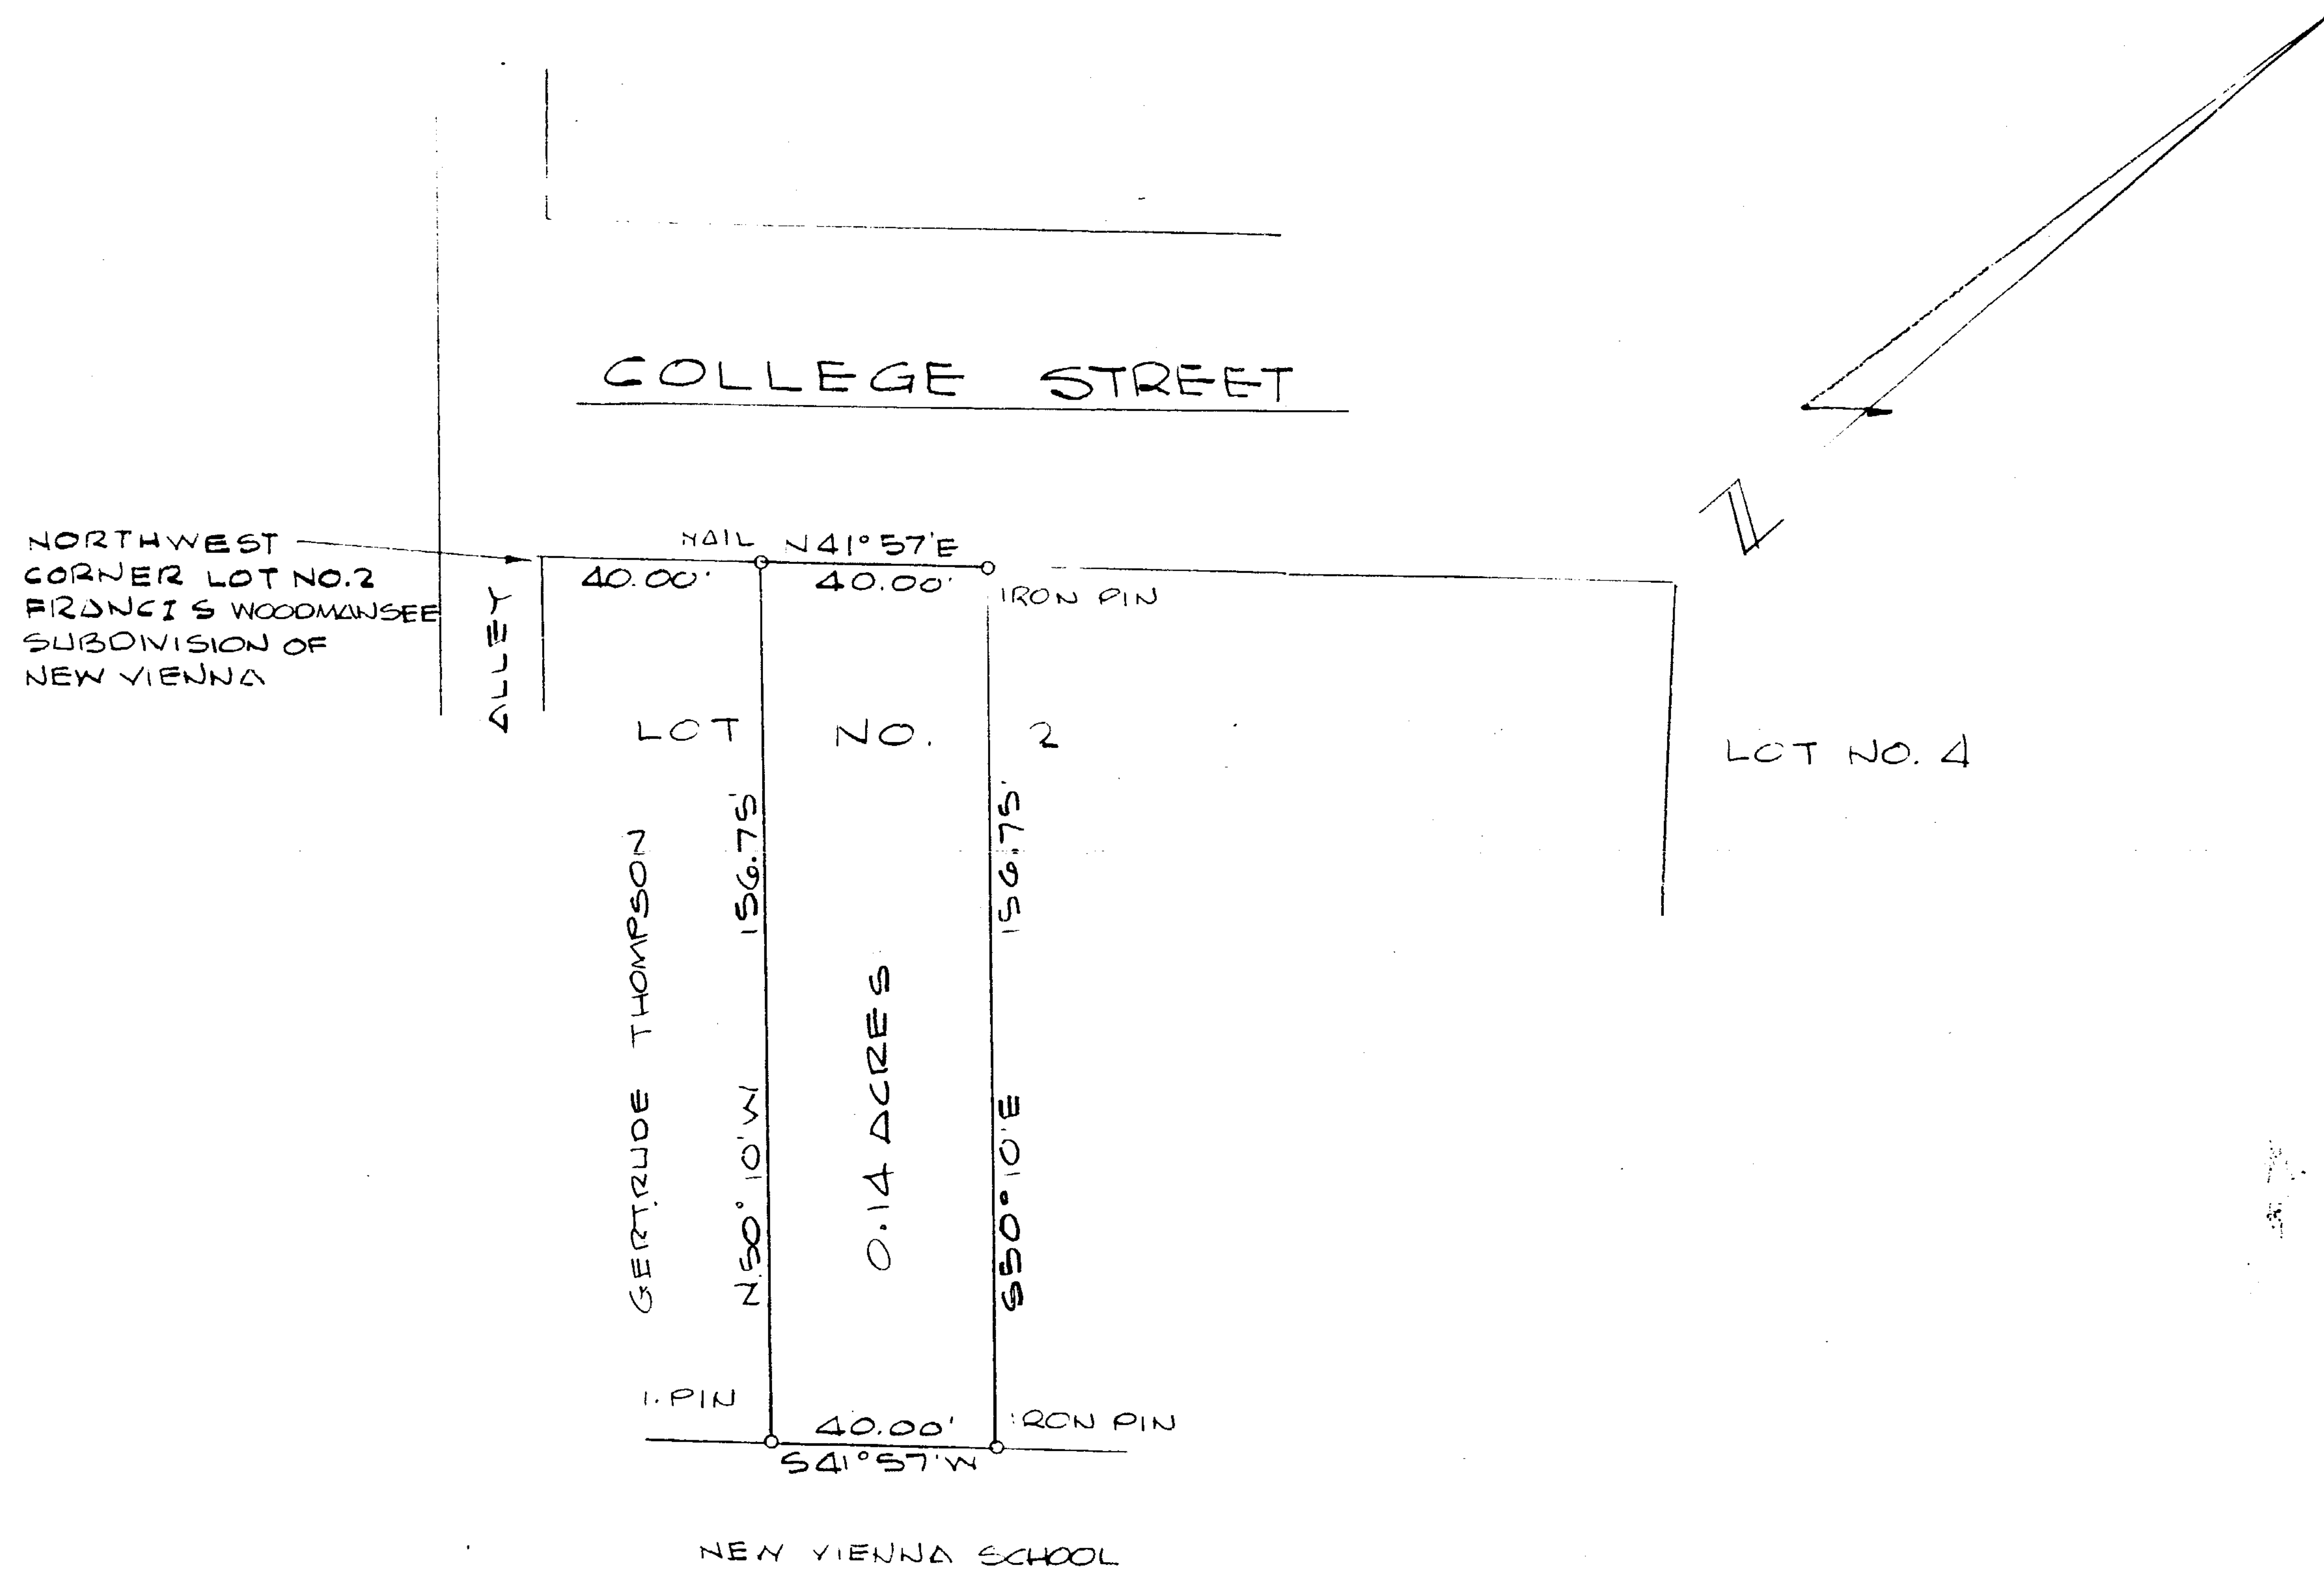 COLLEGE STREET
NORTHWEST
CORNER LOT NO. 2
FRANCIS WOODMANSEE
SUBDIVISION OF
NEW VIENNA
ALLEY
NAIL
N41°57'E
40.00'
40.00'
IRON PIN
N
LOT NO. 2
LOT NO. 4
GERTRUDE THOMPSON
156.75'
N.50°10'W
0.14 ACRES
156.75'
S50°10'E
I. PIN
40.00'
IRON PIN
S41°57'W
NEW VIENNA SCHOOL